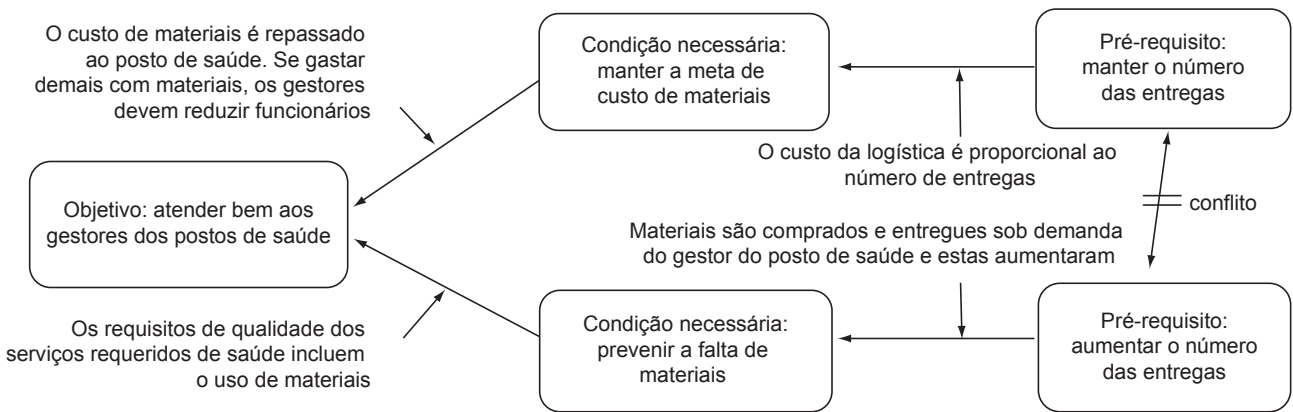 O custo de materiais é repassado
ao posto de saúde. Se gastar
demais com materiais, os gestores
devem reduzir funcionários
Condição necessária:
manter a meta de
custo de materiais
Pré-requisito:
manter o número
das entregas
O custo da logística é proporcional ao
número de entregas
Objetivo: atender bem aos
gestores dos postos de saúde
conflito
Materiais são comprados e entregues sob demanda
do gestor do posto de saúde e estas aumentaram
Os requisitos de qualidade dos
serviços requeridos de saúde incluem
o uso de materiais
Condição necessária:
prevenir a falta de
materiais
Pré-requisito:
aumentar o número
das entregas